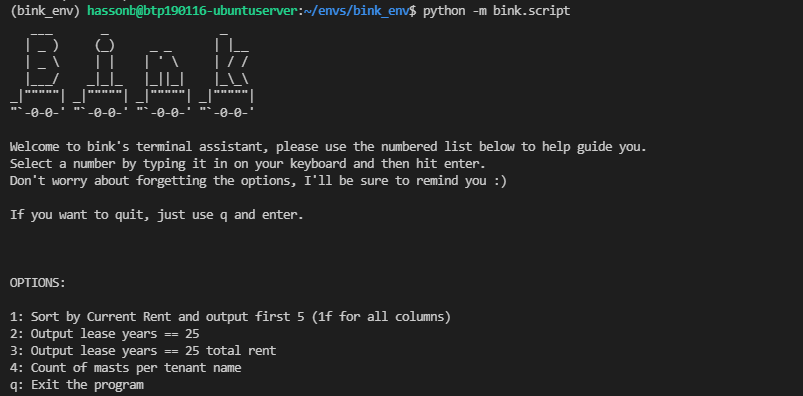 (bink_env) hassonb@btp190116-ubuntuserver:~/envs/bink_env$ python -m bink.script
Bink
Welcome to bink's terminal assistant, please use the numbered list below to help guide you.
Select a number by typing it in on your keyboard and then hit enter.
Don't worry about forgetting the options, I'll be sure to remind you :)
If you want to quit, just use q and enter.
OPTIONS:
1: Sort by Current Rent and output first 5 (1f for all columns)
2: Output lease years == 25
3: Output lease years == 25 total rent
4: Count of masts per tenant name
q: Exit the program